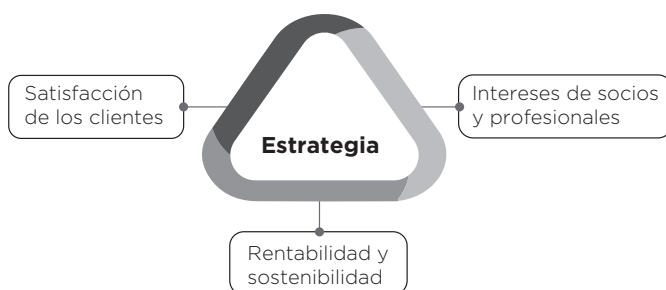 Satisfacción
de los clientes
Intereses de socios
y profesionales
Estrategia
Rentabilidad y
sostenibilidad